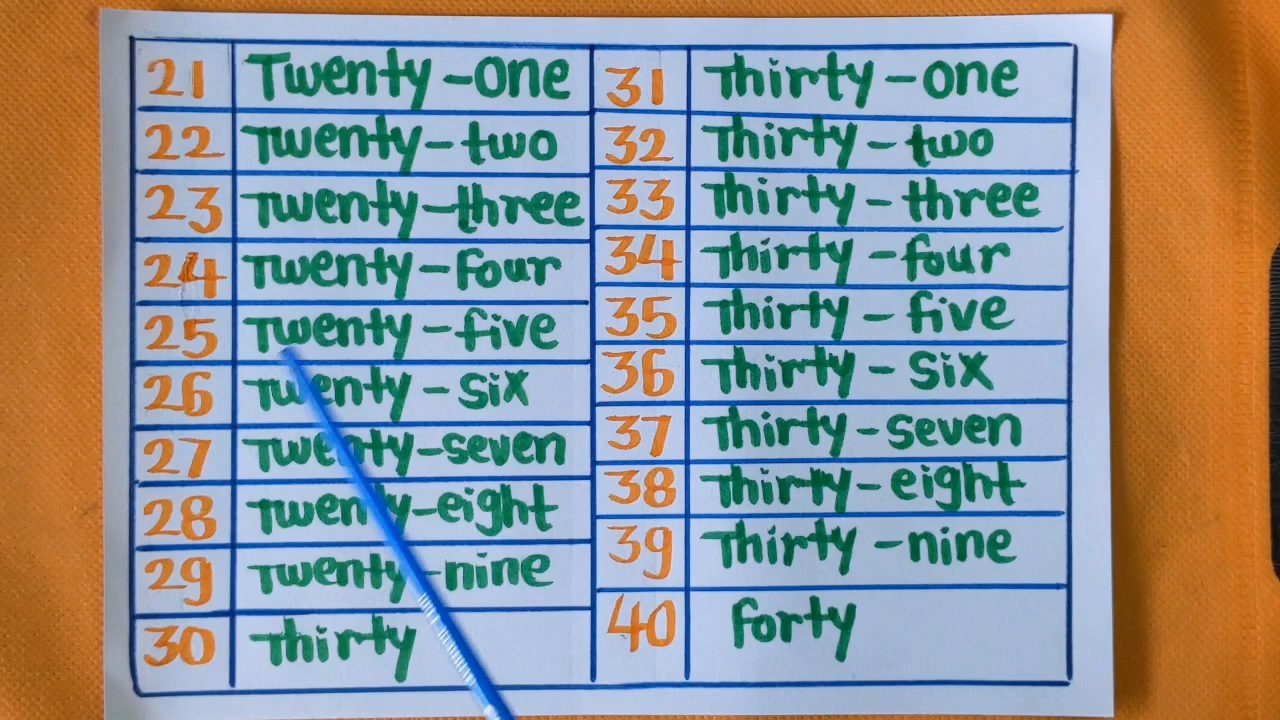 21 Twenty-one 31 Thirty-one
22 Twenty-two 32 Thirty-two
23 Twenty-three 33 Thirty-three
24 Twenty-four 34 Thirty-four
25 Twenty-five 35 Thirty-five
26 Twenty-six 36 Thirty-six
27 Twenty-seven 37 Thirty-seven
28 Twenty-eight 38 Thirty-eight
29 Twenty-nine 39 Thirty-nine
30 Thirty 40 forty